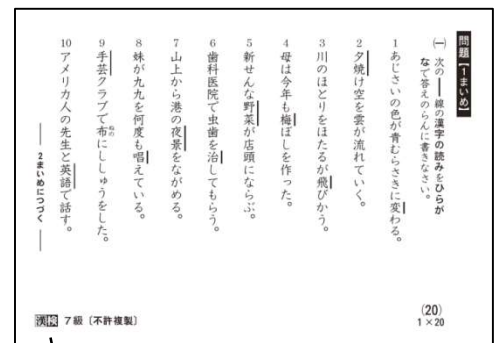 問題【1まいめ】
(一) 次の――線の漢字の読みをひらが
なで答えのらんに書きなさい。
(20)
1×20
1 あじさいの色が青むらさきに変わる。
2 夕焼け空を雲が流れていく。
3 川のほとりをほたるが飛びかう。
4 母は今年も梅ぼしを作った。
5 新せんな野菜が店頭にならぶ。
6 歯科医院で虫歯を治してもらう。
7 山上から港の夜景をながめる。
8 妹が九九を何度も唱えている。
9 手芸クラブで布にししゅうをした。
ぬの
10 アメリカ人の先生と英語で話す。
―― 2まいめにつづく ――
漢検 7級〔不許複製〕